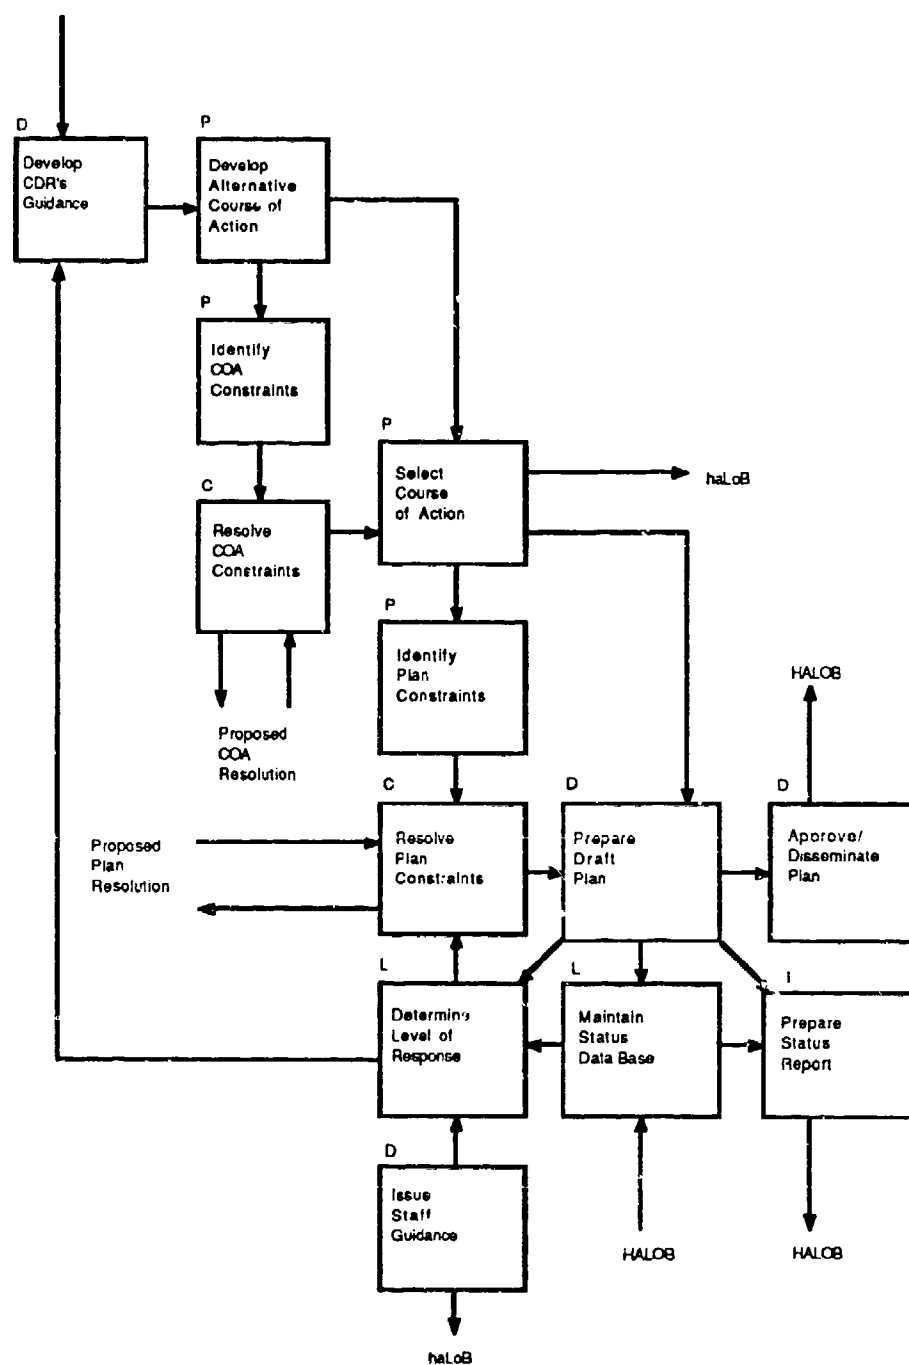 D
Develop
CDR's
Guidance
P
Develop
Alternative
Course of
Action
P
Identify
COA
Constraints
C
Resolve
COA
Constraints
Proposed
COA
Resolution
P
Select
Course
of Action
haLoB
P
Identify
Plan
Constraints
C
Resolve
Plan
Constraints
Proposed
Plan
Resolution
D
Prepare
Draft
Plan
HALOB
D
Approve/
Disseminate
Plan
L
Determine
Level of
Response
L
Maintain
Status
Data Base
I
Prepare
Status
Report
D
Issue
Staff
Guidance
HALOB
HALOB
haLoB